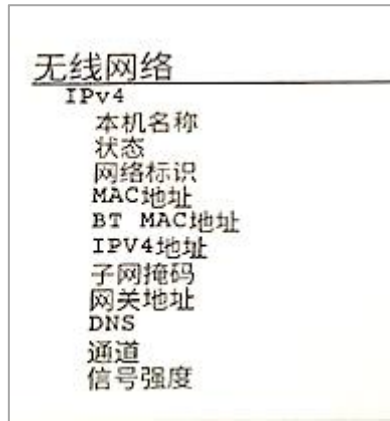 无线网络
IPv4
本机名称
状态
网络标识
MAC地址
BT MAC地址
IPV4地址
子网掩码
网关地址
DNS
通道
信号强度